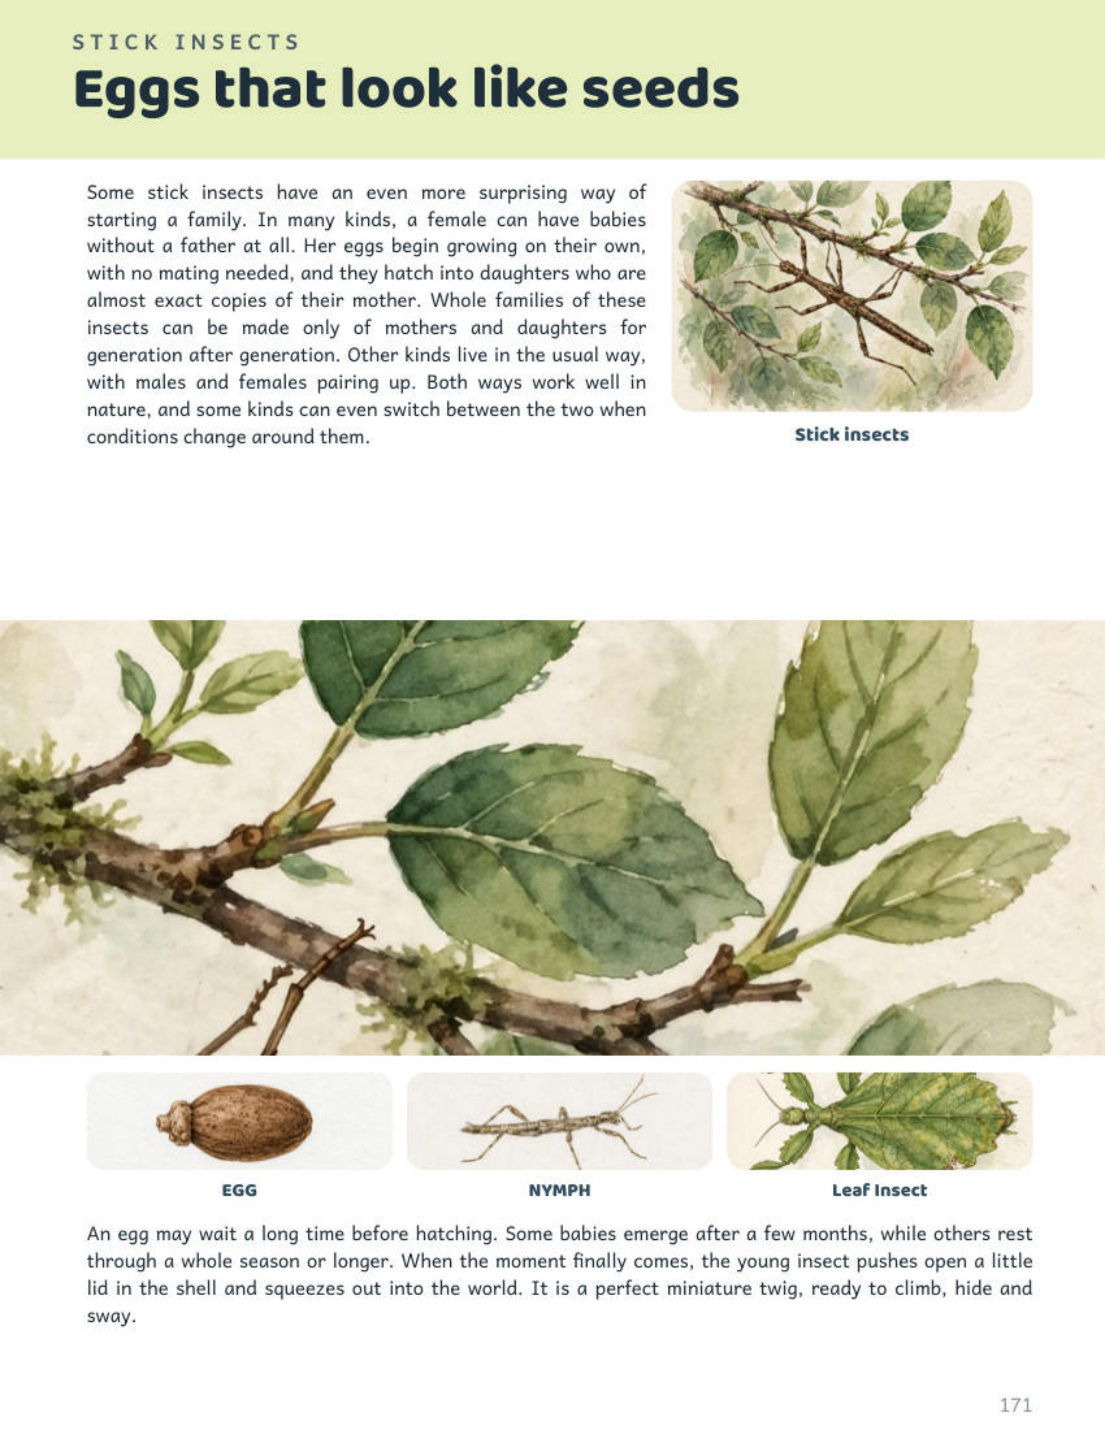 STICK INSECTS
Eggs that look like seeds
Some stick insects have an even more surprising way of
starting a family. In many kinds, a female can have babies
without a father at all. Her eggs begin growing on their own,
with no mating needed, and they hatch into daughters who are
almost exact copies of their mother. Whole families of these
insects can be made only of mothers and daughters for
generation after generation. Other kinds live in the usual way,
with males and females pairing up. Both ways work well in
nature, and some kinds can even switch between the two when
conditions change around them.
Stick insects
EGG
NYMPH
Leaf Insect
An egg may wait a long time before hatching. Some babies emerge after a few months, while others rest
through a whole season or longer. When the moment finally comes, the young insect pushes open a little
lid in the shell and squeezes out into the world. It is a perfect miniature twig, ready to climb, hide and
sway.
171